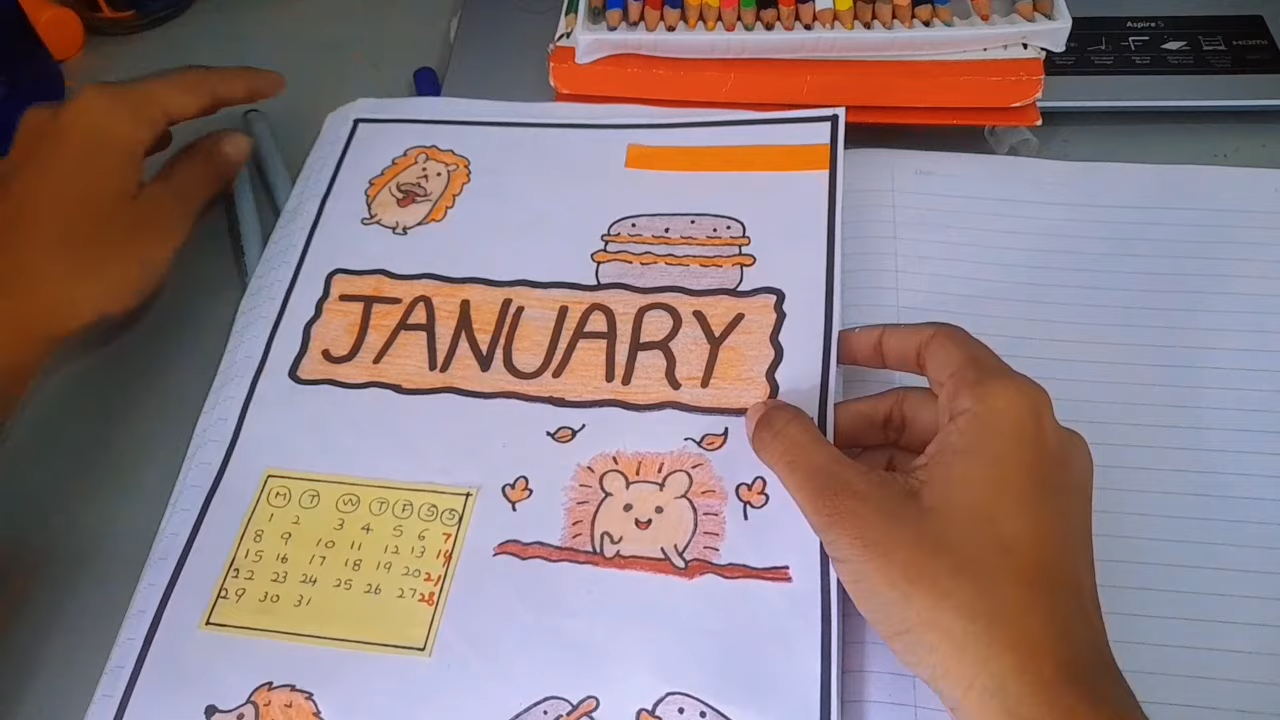 Aspire 5
HDMI
JANUARY
M T W T F S S
1 2 3 4 5 6 7
8 9 10 11 12 13 14
15 16 17 18 19 20 21
22 23 24 25 26 27 28
29 30 31